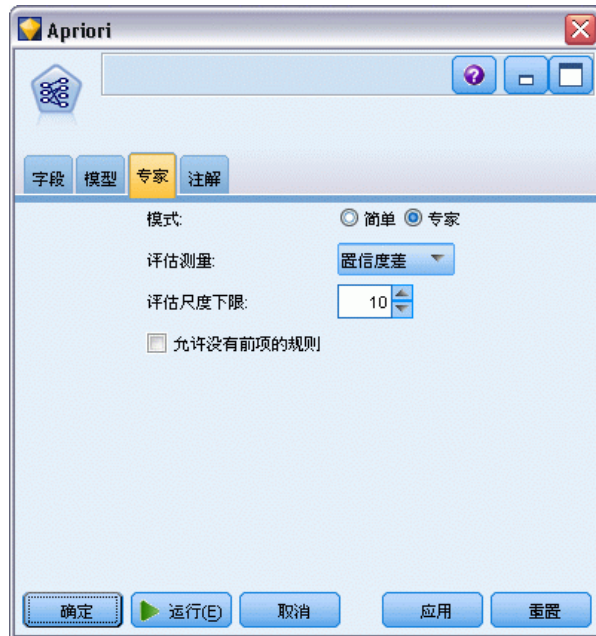 Apriori
字段 模型 专家 注解
模式: 简单 专家
评估测量: 置信度差
评估尺度下限: 10
允许没有前项的规则
确定 运行(E) 取消 应用 重置